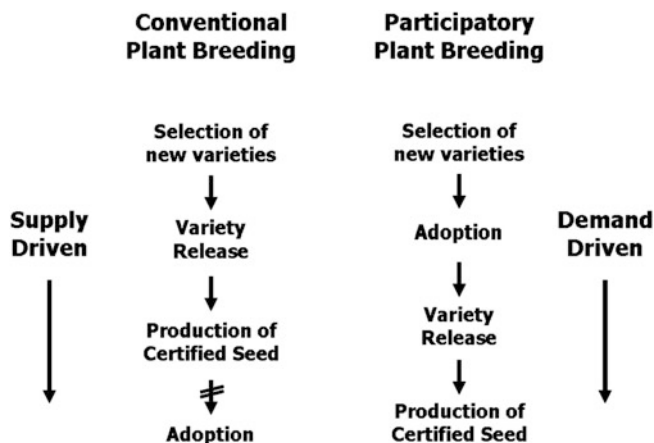 Conventional
Plant Breeding
Participatory
Plant Breeding
Supply
Driven
Selection of
new varieties
Variety
Release
Production of
Certified Seed
Adoption
Selection of
new varieties
Adoption
Variety
Release
Production of
Certified Seed
Demand
Driven